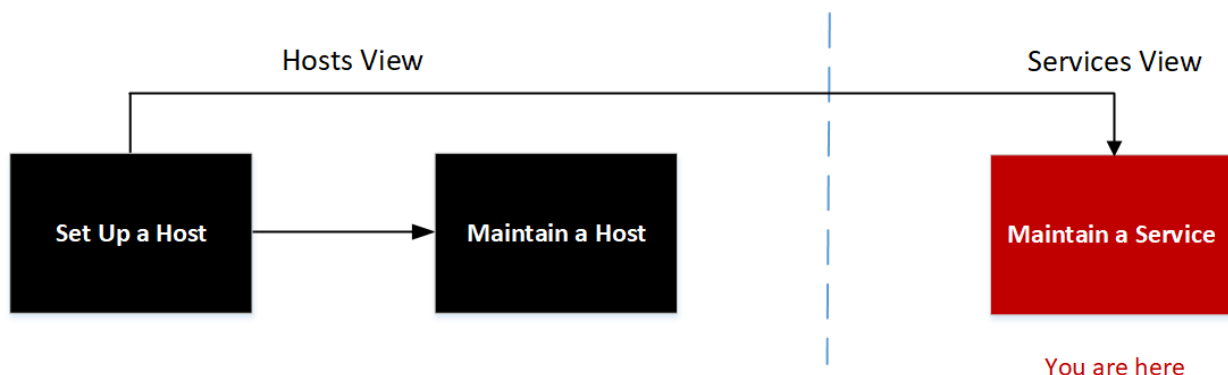 Hosts View
Services View
Set Up a Host
Maintain a Host
Maintain a Service
You are here